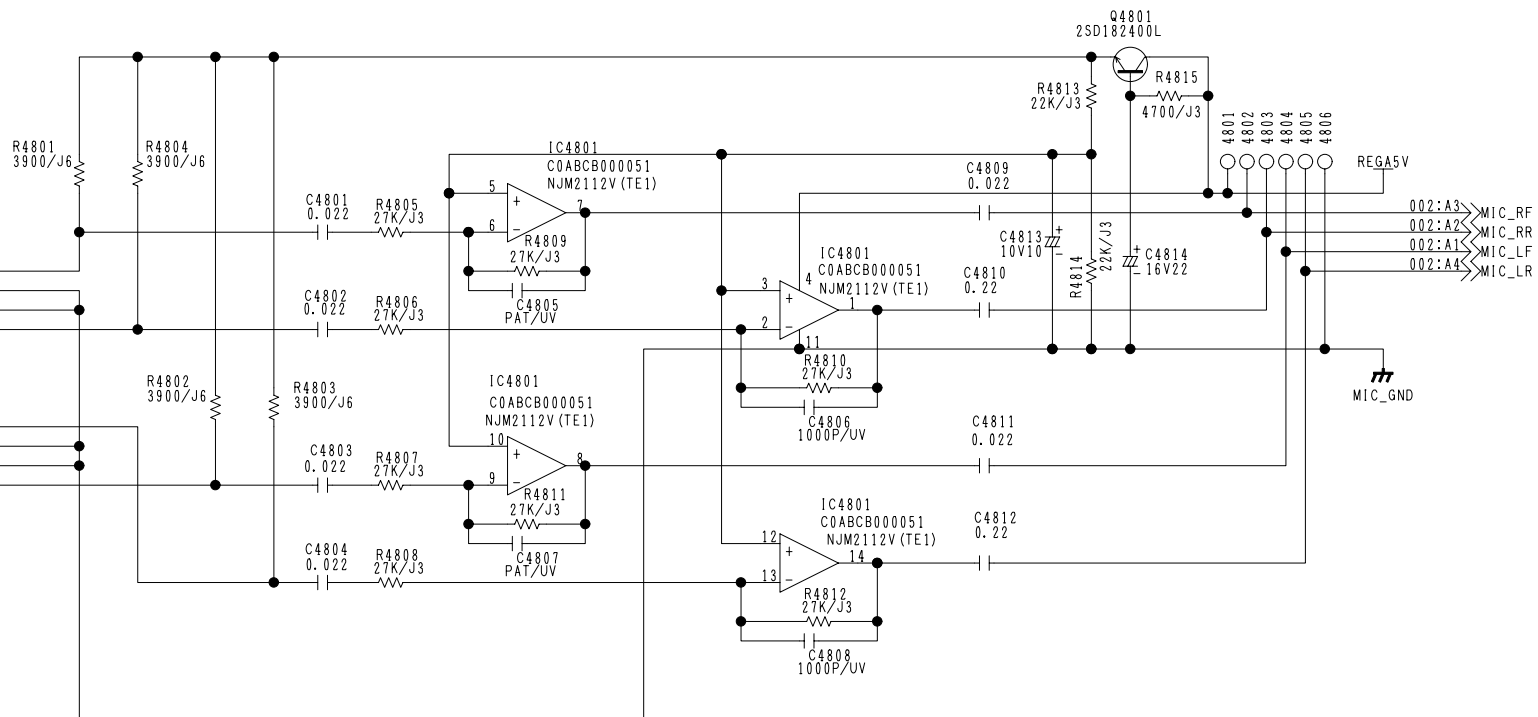 Q4801
2SD182400L
R4813
22K/J3
R4815
4700/J3
4801
4802
4803
4804
4805
4806
REGA5V
R4801
3900/J6
R4804
3900/J6
IC4801
C0ABCB000051
NJM2112V(TE1)
5
6
7
C4801
0.022
R4805
27K/J3
R4809
27K/J3
C4805
PAT/UV
C4809
0.022
002:A3
MIC_RF
002:A2
MIC_RR
002:A1
MIC_LF
002:A4
MIC_LR
C4813
10V10
R4814
22K/J3
C4814
16V22
IC4801
C0ABCB000051
NJM2112V(TE1)
4
3
2
1
11
C4810
0.22
C4802
0.022
R4806
27K/J3
R4810
27K/J3
C4806
1000P/UV
MIC_GND
R4802
3900/J6
R4803
3900/J6
IC4801
C0ABCB000051
NJM2112V(TE1)
10
9
8
C4811
0.022
C4803
0.022
R4807
27K/J3
R4811
27K/J3
C4807
PAT/UV
IC4801
C0ABCB000051
NJM2112V(TE1)
12
13
14
C4812
0.22
C4804
0.022
R4808
27K/J3
R4812
27K/J3
C4808
1000P/UV